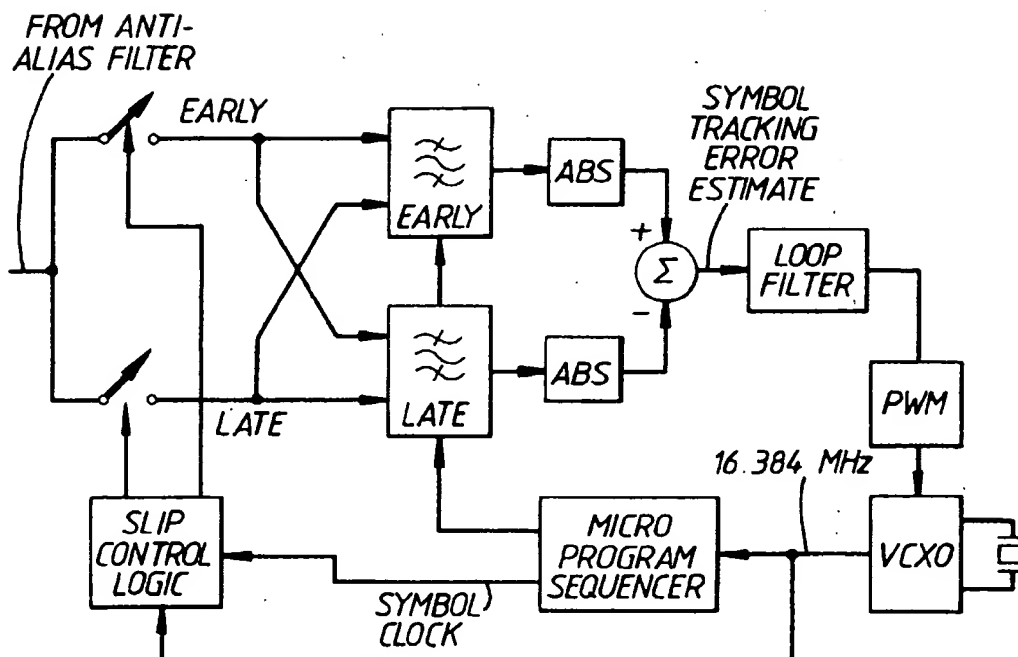 FROM ANTI-
ALIAS FILTER
EARLY
EARLY
ABS
SYMBOL
TRACKING
ERROR
ESTIMATE
+
Σ
-
LOOP
FILTER
LATE
LATE
ABS
PWM
16.384 MHz
SLIP
CONTROL
LOGIC
SYMBOL
CLOCK
MICRO
PROGRAM
SEQUENCER
VCXO